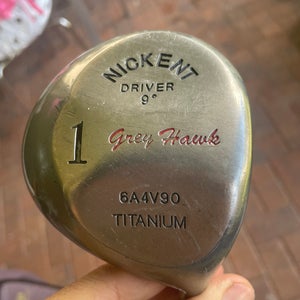 NICKENT
DRIVER
9°
1
Grey Hawk
6A4V90
TITANIUM